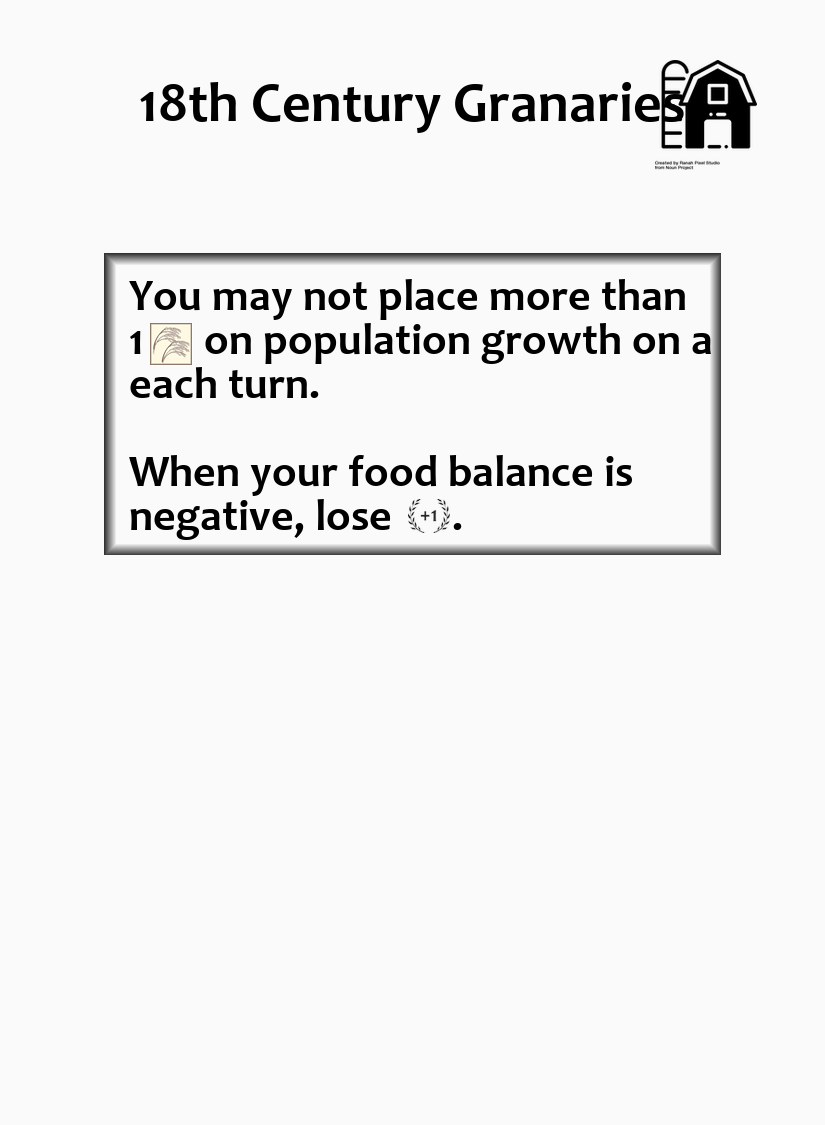 18th Century Granaries
Created by Ranah Pixel Studio
from Noun Project
You may not place more than
1 on population growth on a
each turn.
When your food balance is
negative, lose +1.